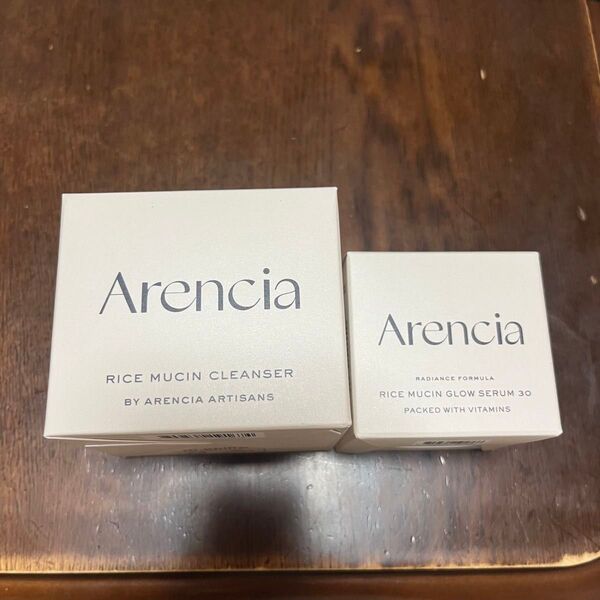 Arencia
RICE MUCIN CLEANSER
BY ARENCIA ARTISANS
Arencia
RADIANCE FORMULA
RICE MUCIN GLOW SERUM 30
PACKED WITH VITAMINS